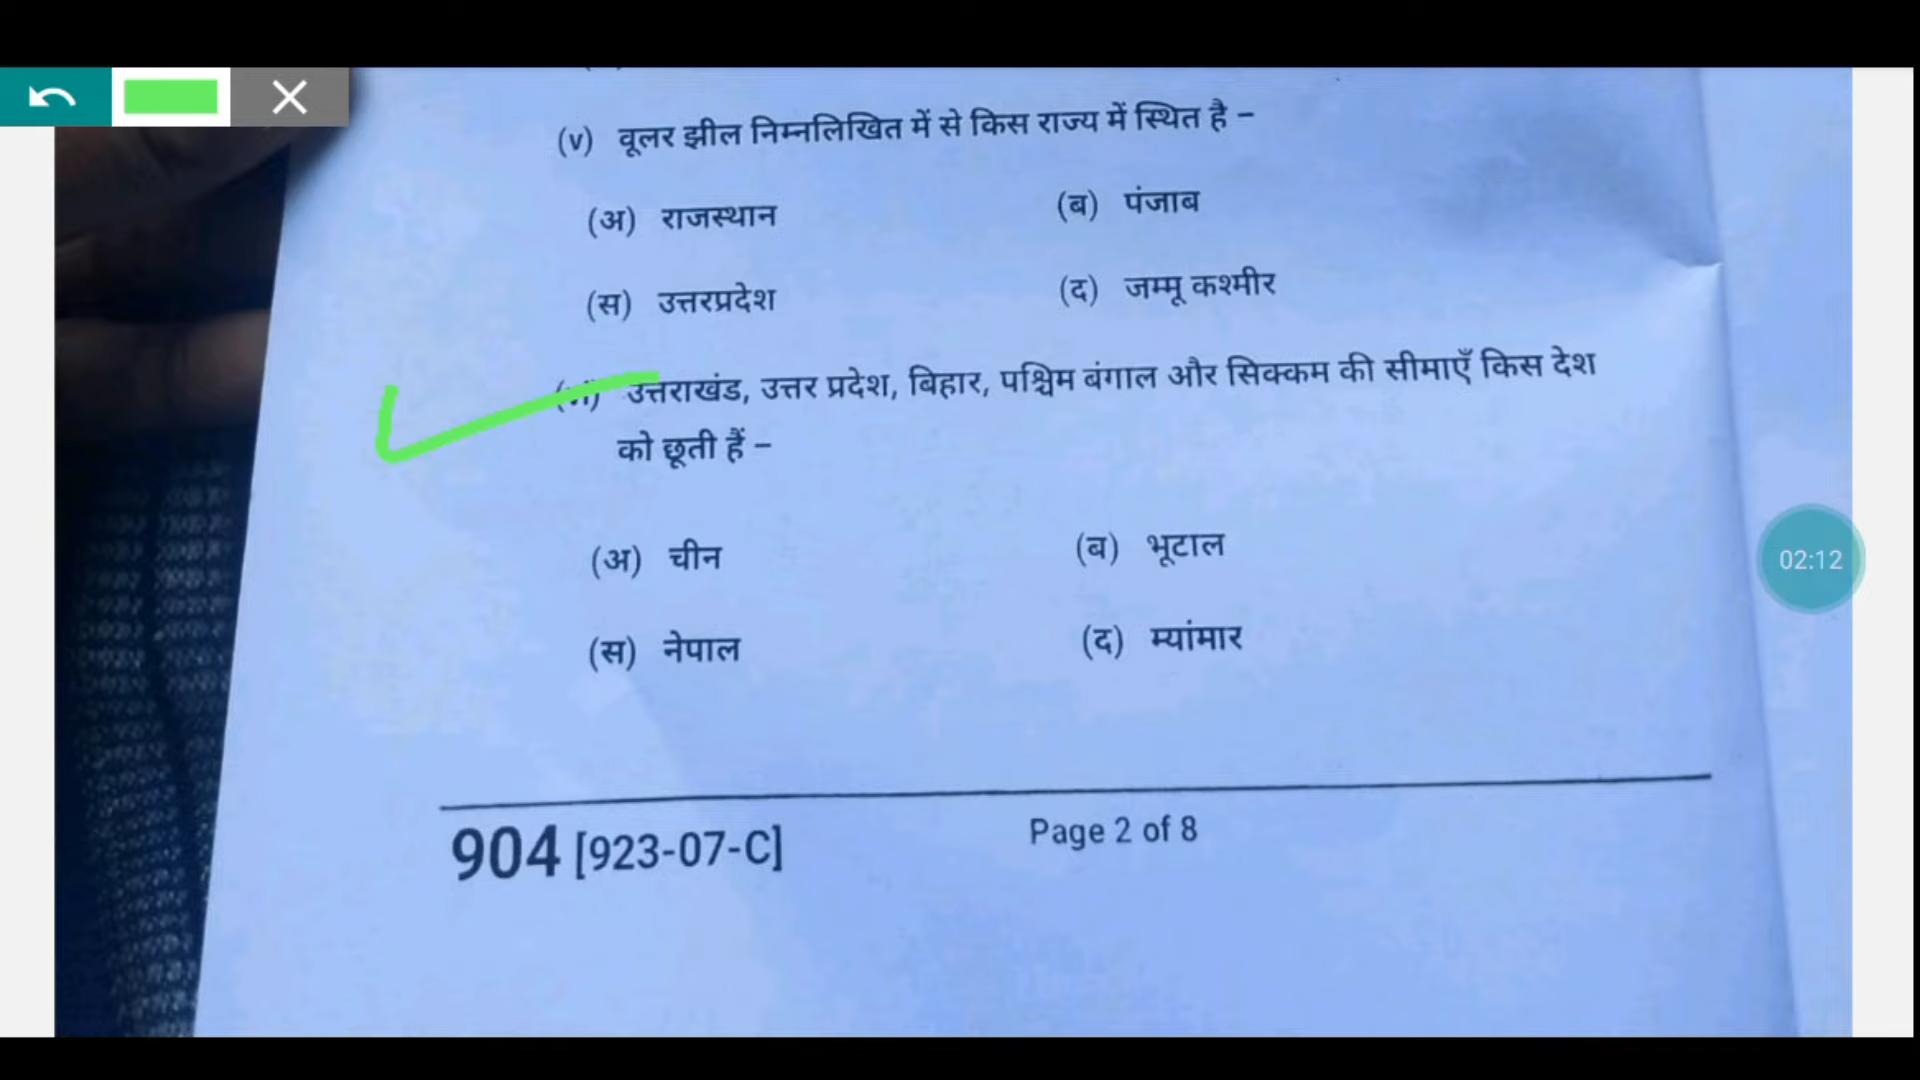 (v) वूलर झील निम्नलिखित में से किस राज्य में स्थित है –
(अ) राजस्थान (ब) पंजाब
(स) उत्तरप्रदेश (द) जम्मू कश्मीर
(vi) उत्तराखंड, उत्तर प्रदेश, बिहार, पश्चिम बंगाल और सिक्कम की सीमाएँ किस देश
को छूती हैं –
(अ) चीन (ब) भूटाल
(स) नेपाल (द) म्यांमार
02:12
904 [923-07-C] Page 2 of 8